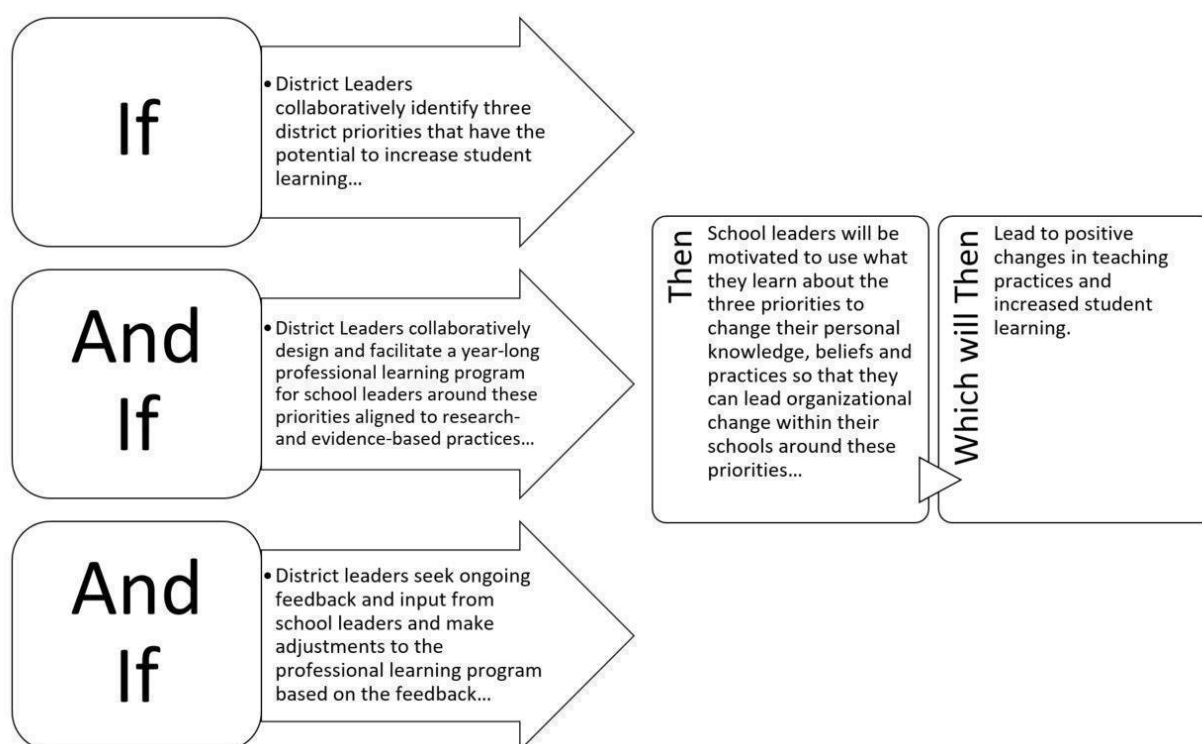 If
• District Leaders
collaboratively identify three
district priorities that have the
potential to increase student
learning…
And
If
• District Leaders collaboratively
design and facilitate a year-long
professional learning program
for school leaders around these
priorities aligned to research-
and evidence-based practices…
And
If
• District leaders seek ongoing
feedback and input from
school leaders and make
adjustments to the
professional learning program
based on the feedback…
Then
School leaders will be
motivated to use what
they learn about the
three priorities to
change their personal
knowledge, beliefs and
practices so that they
can lead organizational
change within their
schools around these
priorities…
Which will Then
Lead to positive
changes in teaching
practices and
increased student
learning.